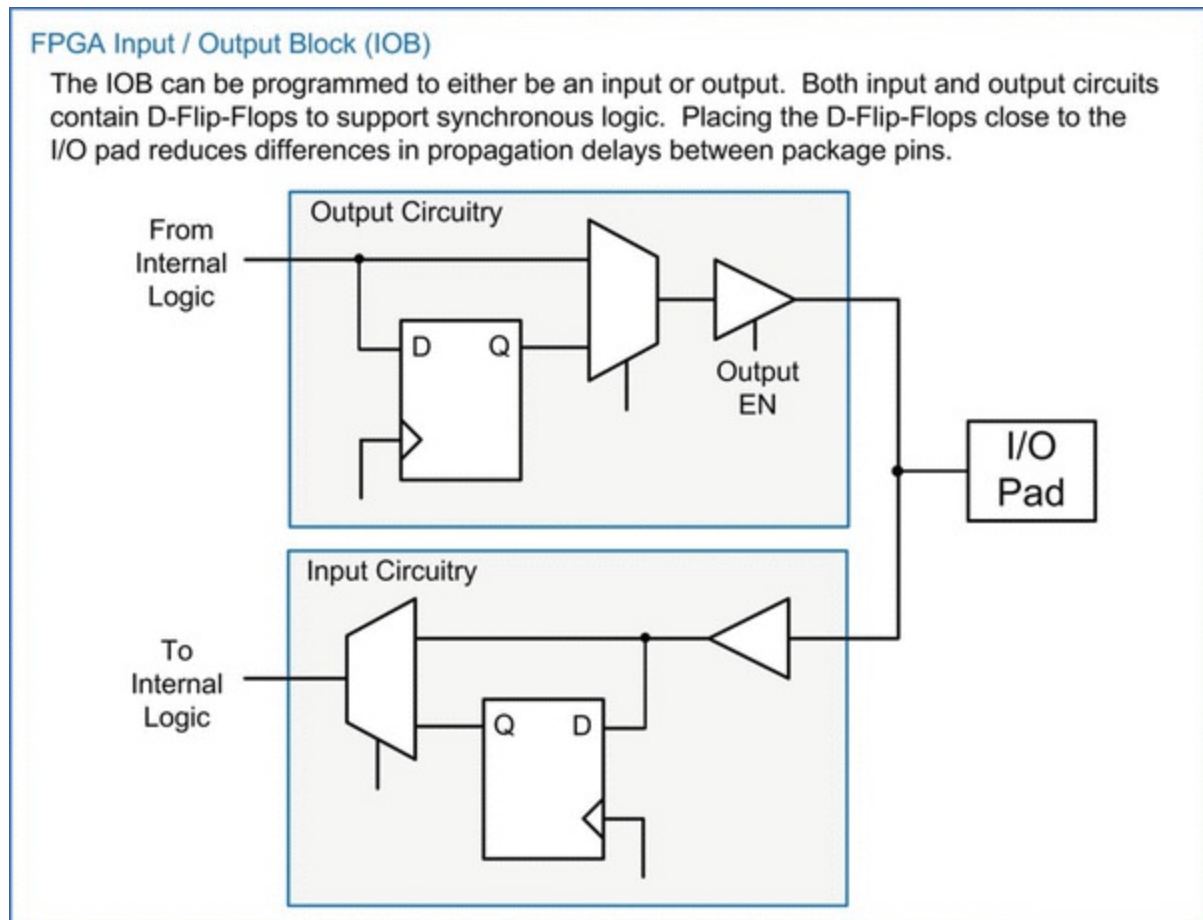 FPGA Input / Output Block (IOB)
The IOB can be programmed to either be an input or output. Both input and output circuits
contain D-Flip-Flops to support synchronous logic. Placing the D-Flip-Flops close to the
I/O pad reduces differences in propagation delays between package pins.
Output Circuitry
From
Internal
Logic
D Q
Output
EN
I/O
Pad
Input Circuitry
To
Internal
Logic
Q D